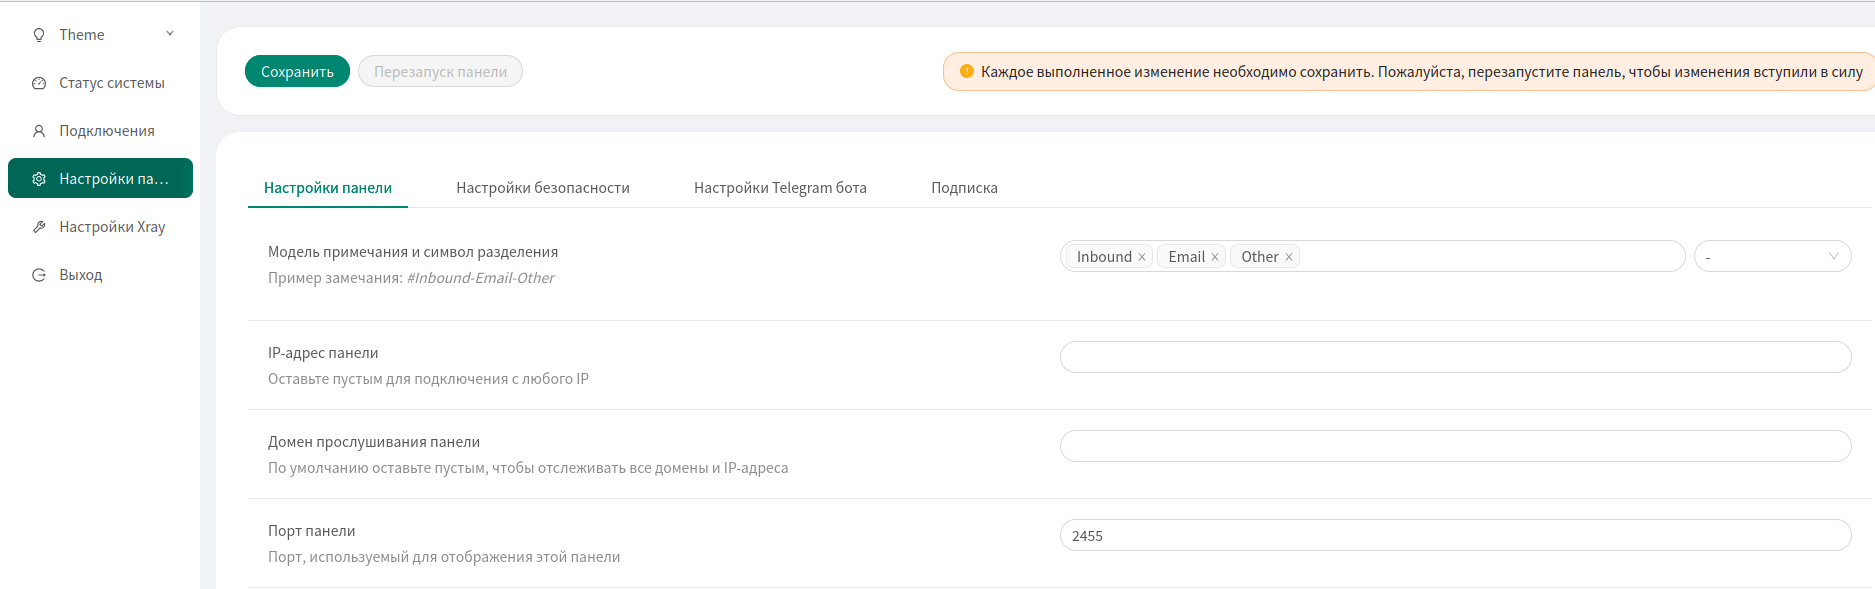 Theme
Статус системы
Подключения
Настройки па...
Настройки Xray
Выход
Сохранить
Перезапуск панели
Каждое выполненное изменение необходимо сохранить. Пожалуйста, перезапустите панель, чтобы изменения вступили в силу
Настройки панели
Настройки безопасности
Настройки Telegram бота
Подписка
Модель примечания и символ разделения
Пример замечания: #Inbound-Email-Other
Inbound × Email × Other ×
-
IP-адрес панели
Оставьте пустым для подключения с любого IP
Домен прослушивания панели
По умолчанию оставьте пустым, чтобы отслеживать все домены и IP-адреса
Порт панели
Порт, используемый для отображения этой панели
2455